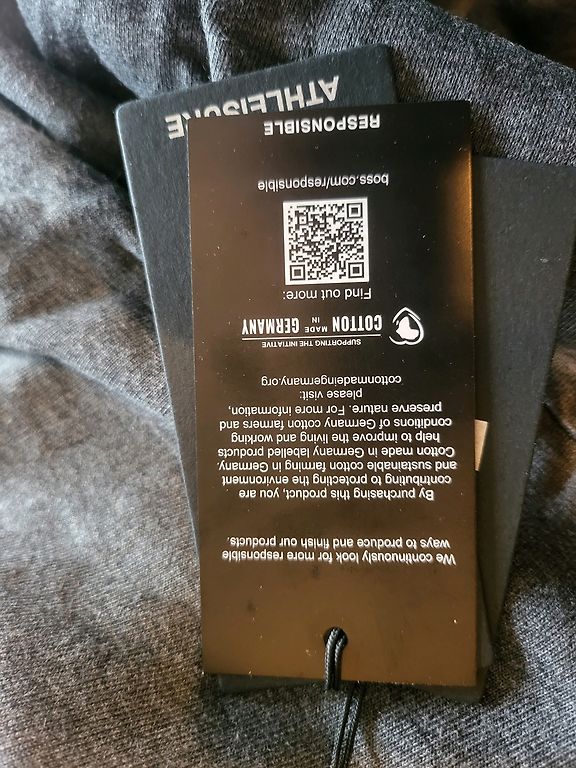 We continuously look for more responsible
ways to produce and finish our products.
By purchasing this product, you are
contributing to protecting the environment
and sustainable cotton farming in Germany.
Cotton made in Germany labelled products
help to improve the living and working
conditions of Germany cotton farmers and
preserve nature. For more information,
please visit:
cottonmadeingermany.org
SUPPORTING THE INITIATIVE
COTTON MADE IN GERMANY
Find out more:
boss.com/responsible
RESPONSIBLE
ATHLEISURE